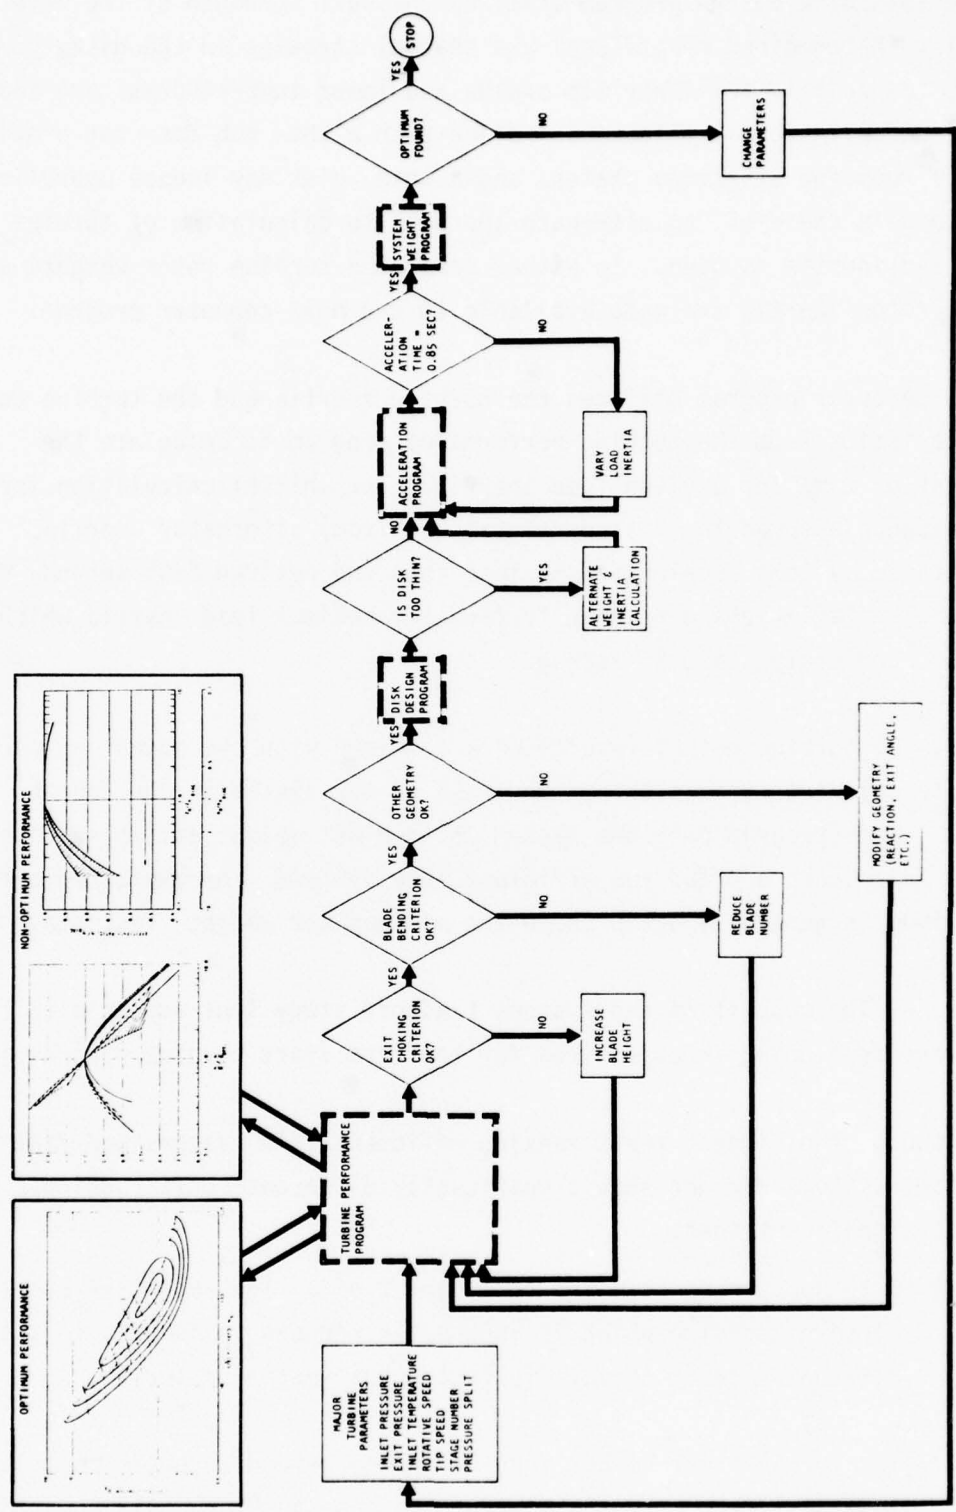 OPTIMUM PERFORMANCE
NON-OPTIMUM PERFORMANCE
MAJOR
TURBINE
PARAMETERS
INLET PRESSURE
EXIT PRESSURE
INLET TEMPERATURE
ROTATIVE SPEED
TIP SPEED
STAGE NUMBER
PRESSURE SPLIT
TURBINE PERFORMANCE
PROGRAM
EXIT
CHOKING
CRITERION
OK?
YES
NO
INCREASE
BLADE
HEIGHT
BLADE
BENDING
CRITERION
OK?
YES
NO
REDUCE
BLADE
NUMBER
OTHER
GEOMETRY
OK?
YES
NO
MODIFY GEOMETRY
(REACTION, EXIT ANGLE,
ETC.)
DISK
DESIGN
PROGRAM
IS DISK
TOO THIN?
NO
YES
ALTERNATE
WEIGHT &
INERTIA
CALCULATION
ACCELERATION
PROGRAM
ACCELER-
ATION
TIME =
0.85 SEC?
YES
NO
VARY
LOAD
INERTIA
SYSTEM
WEIGHT
PROGRAM
OPTIMUM
FOUND?
YES
NO
CHANGE
PARAMETERS
STOP